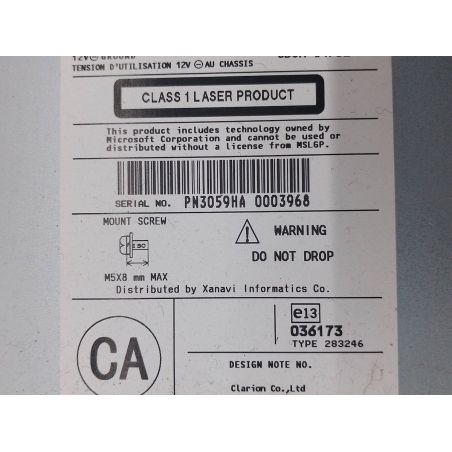 12V⊖GROUND
TENSION D'UTILISATION 12V ⊖ AU CHASSIS
CLASS 1 LASER PRODUCT
This product includes technology owned by
Microsoft Corporation and cannot be used or
distributed without a license from MSLGP.
SERIAL NO. PN3059HA 0003968
MOUNT SCREW
WARNING
DO NOT DROP
M5X8 mm MAX
Distributed by Xanavi Informatics Co.
e13
036173
TYPE 283246
CA
DESIGN NOTE NO.
Clarion Co.,Ltd